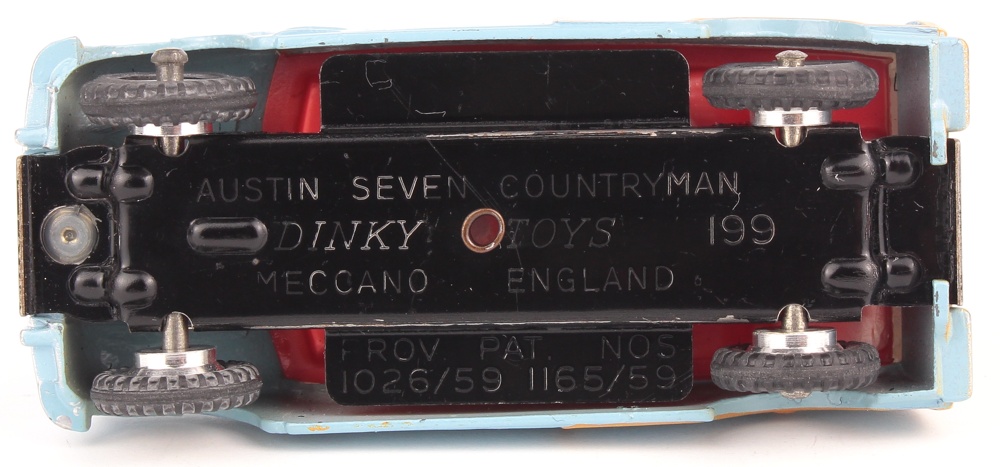 AUSTIN SEVEN COUNTRYMAN
DINKY TOYS 199
MECCANO ENGLAND
PROV. PAT. NOS
1026/59 1165/59